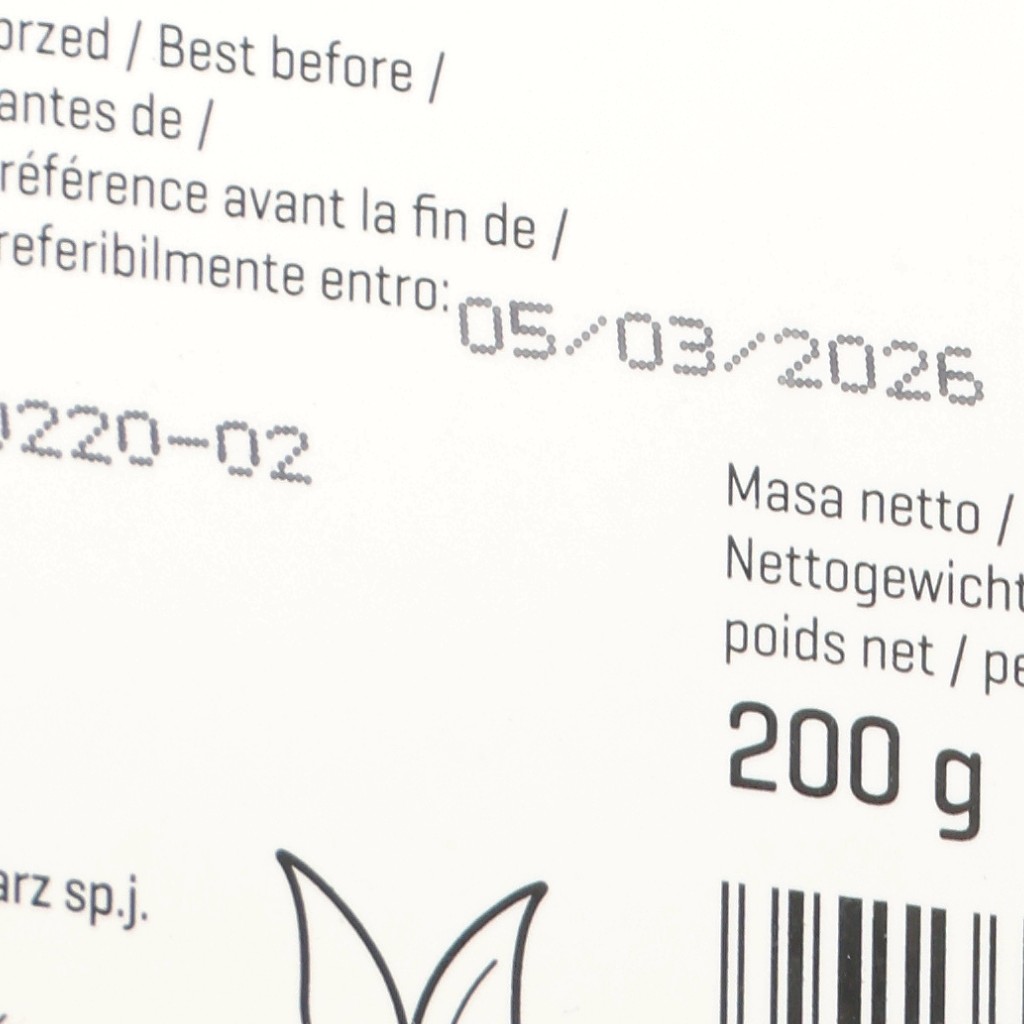 orzed / Best before /
antes de /
référence avant la fin de /
referibilmente entro: 05/03/2026
0220-02
Masa netto /
Nettogewicht
poids net / pe
200 g
arz sp.j.